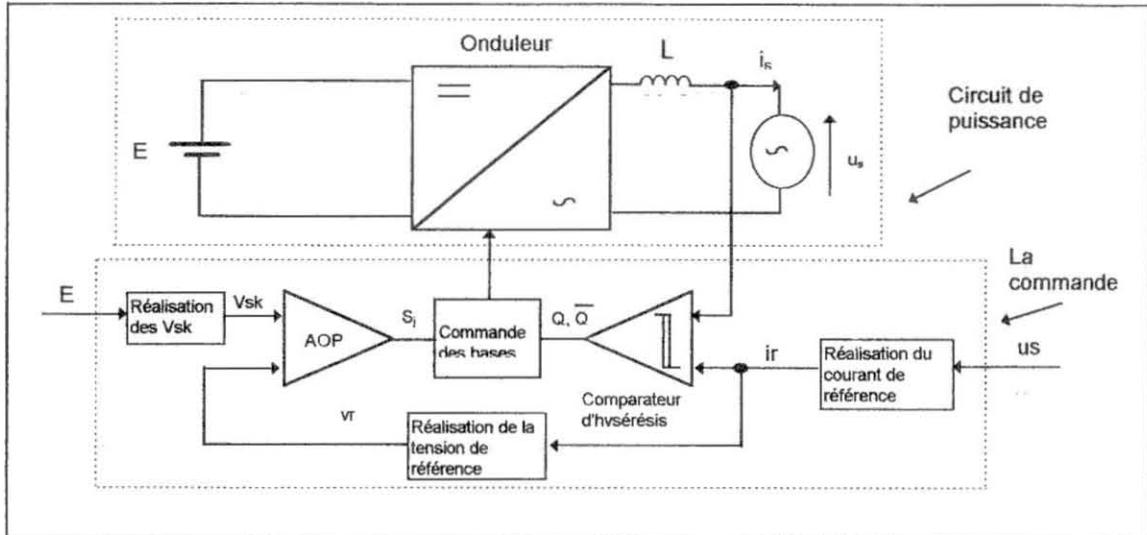 Onduleur
L
is
E
us
Circuit de
puissance
La
commande
E
Réalisation
des Vsk
Vsk
AOP
Si
Commande
des bases
Q, Q̅
ir
Réalisation du
courant de
référence
us
Comparateur
d'hvsérésis
vr
Réalisation de la
tension de
référence